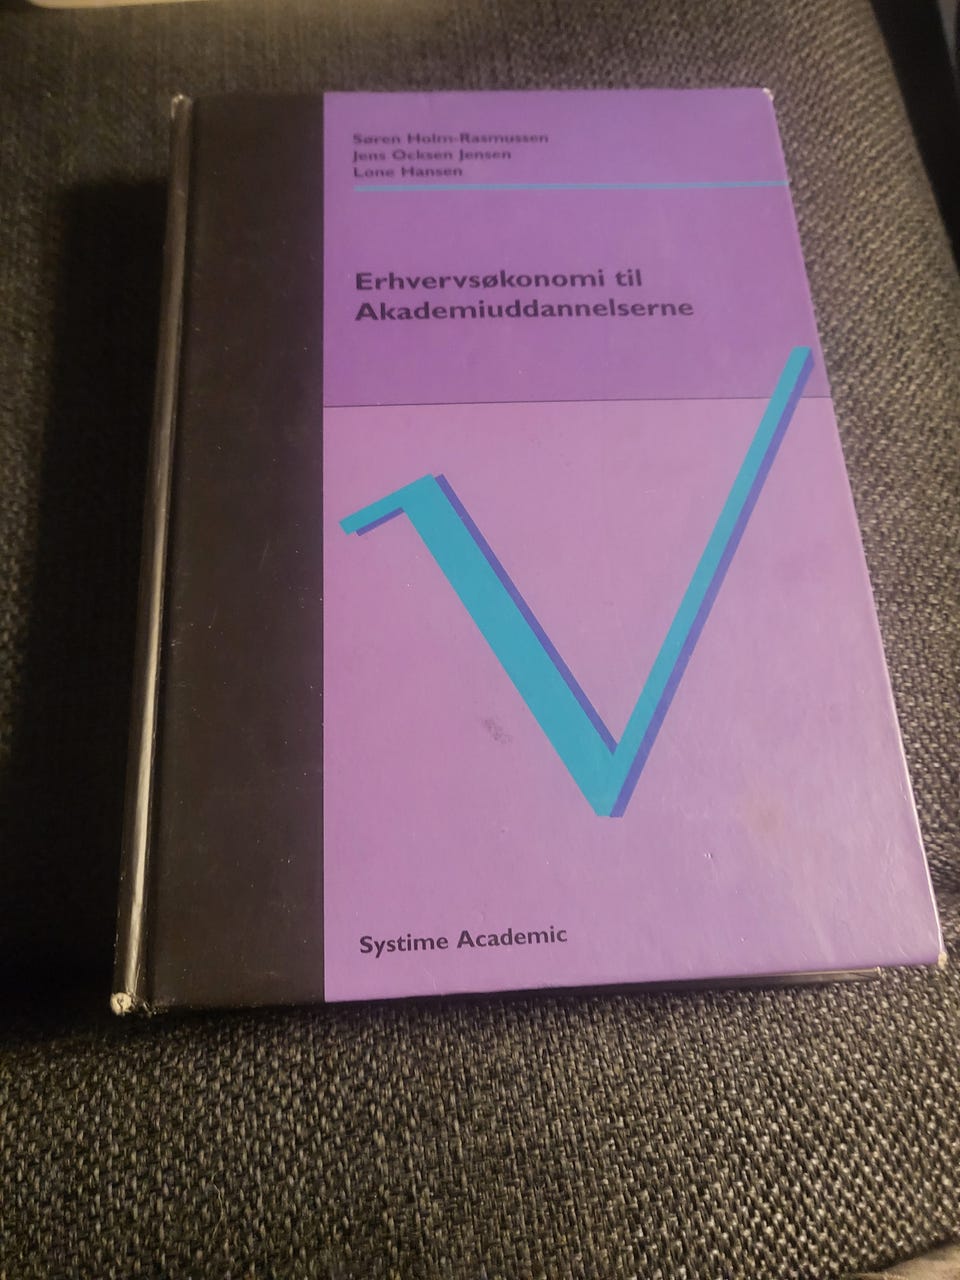 Søren Holm-Rasmussen
Jens Ocksen Jensen
Lone Hansen
Erhvervsøkonomi til
Akademiuddannelserne
Systime Academic